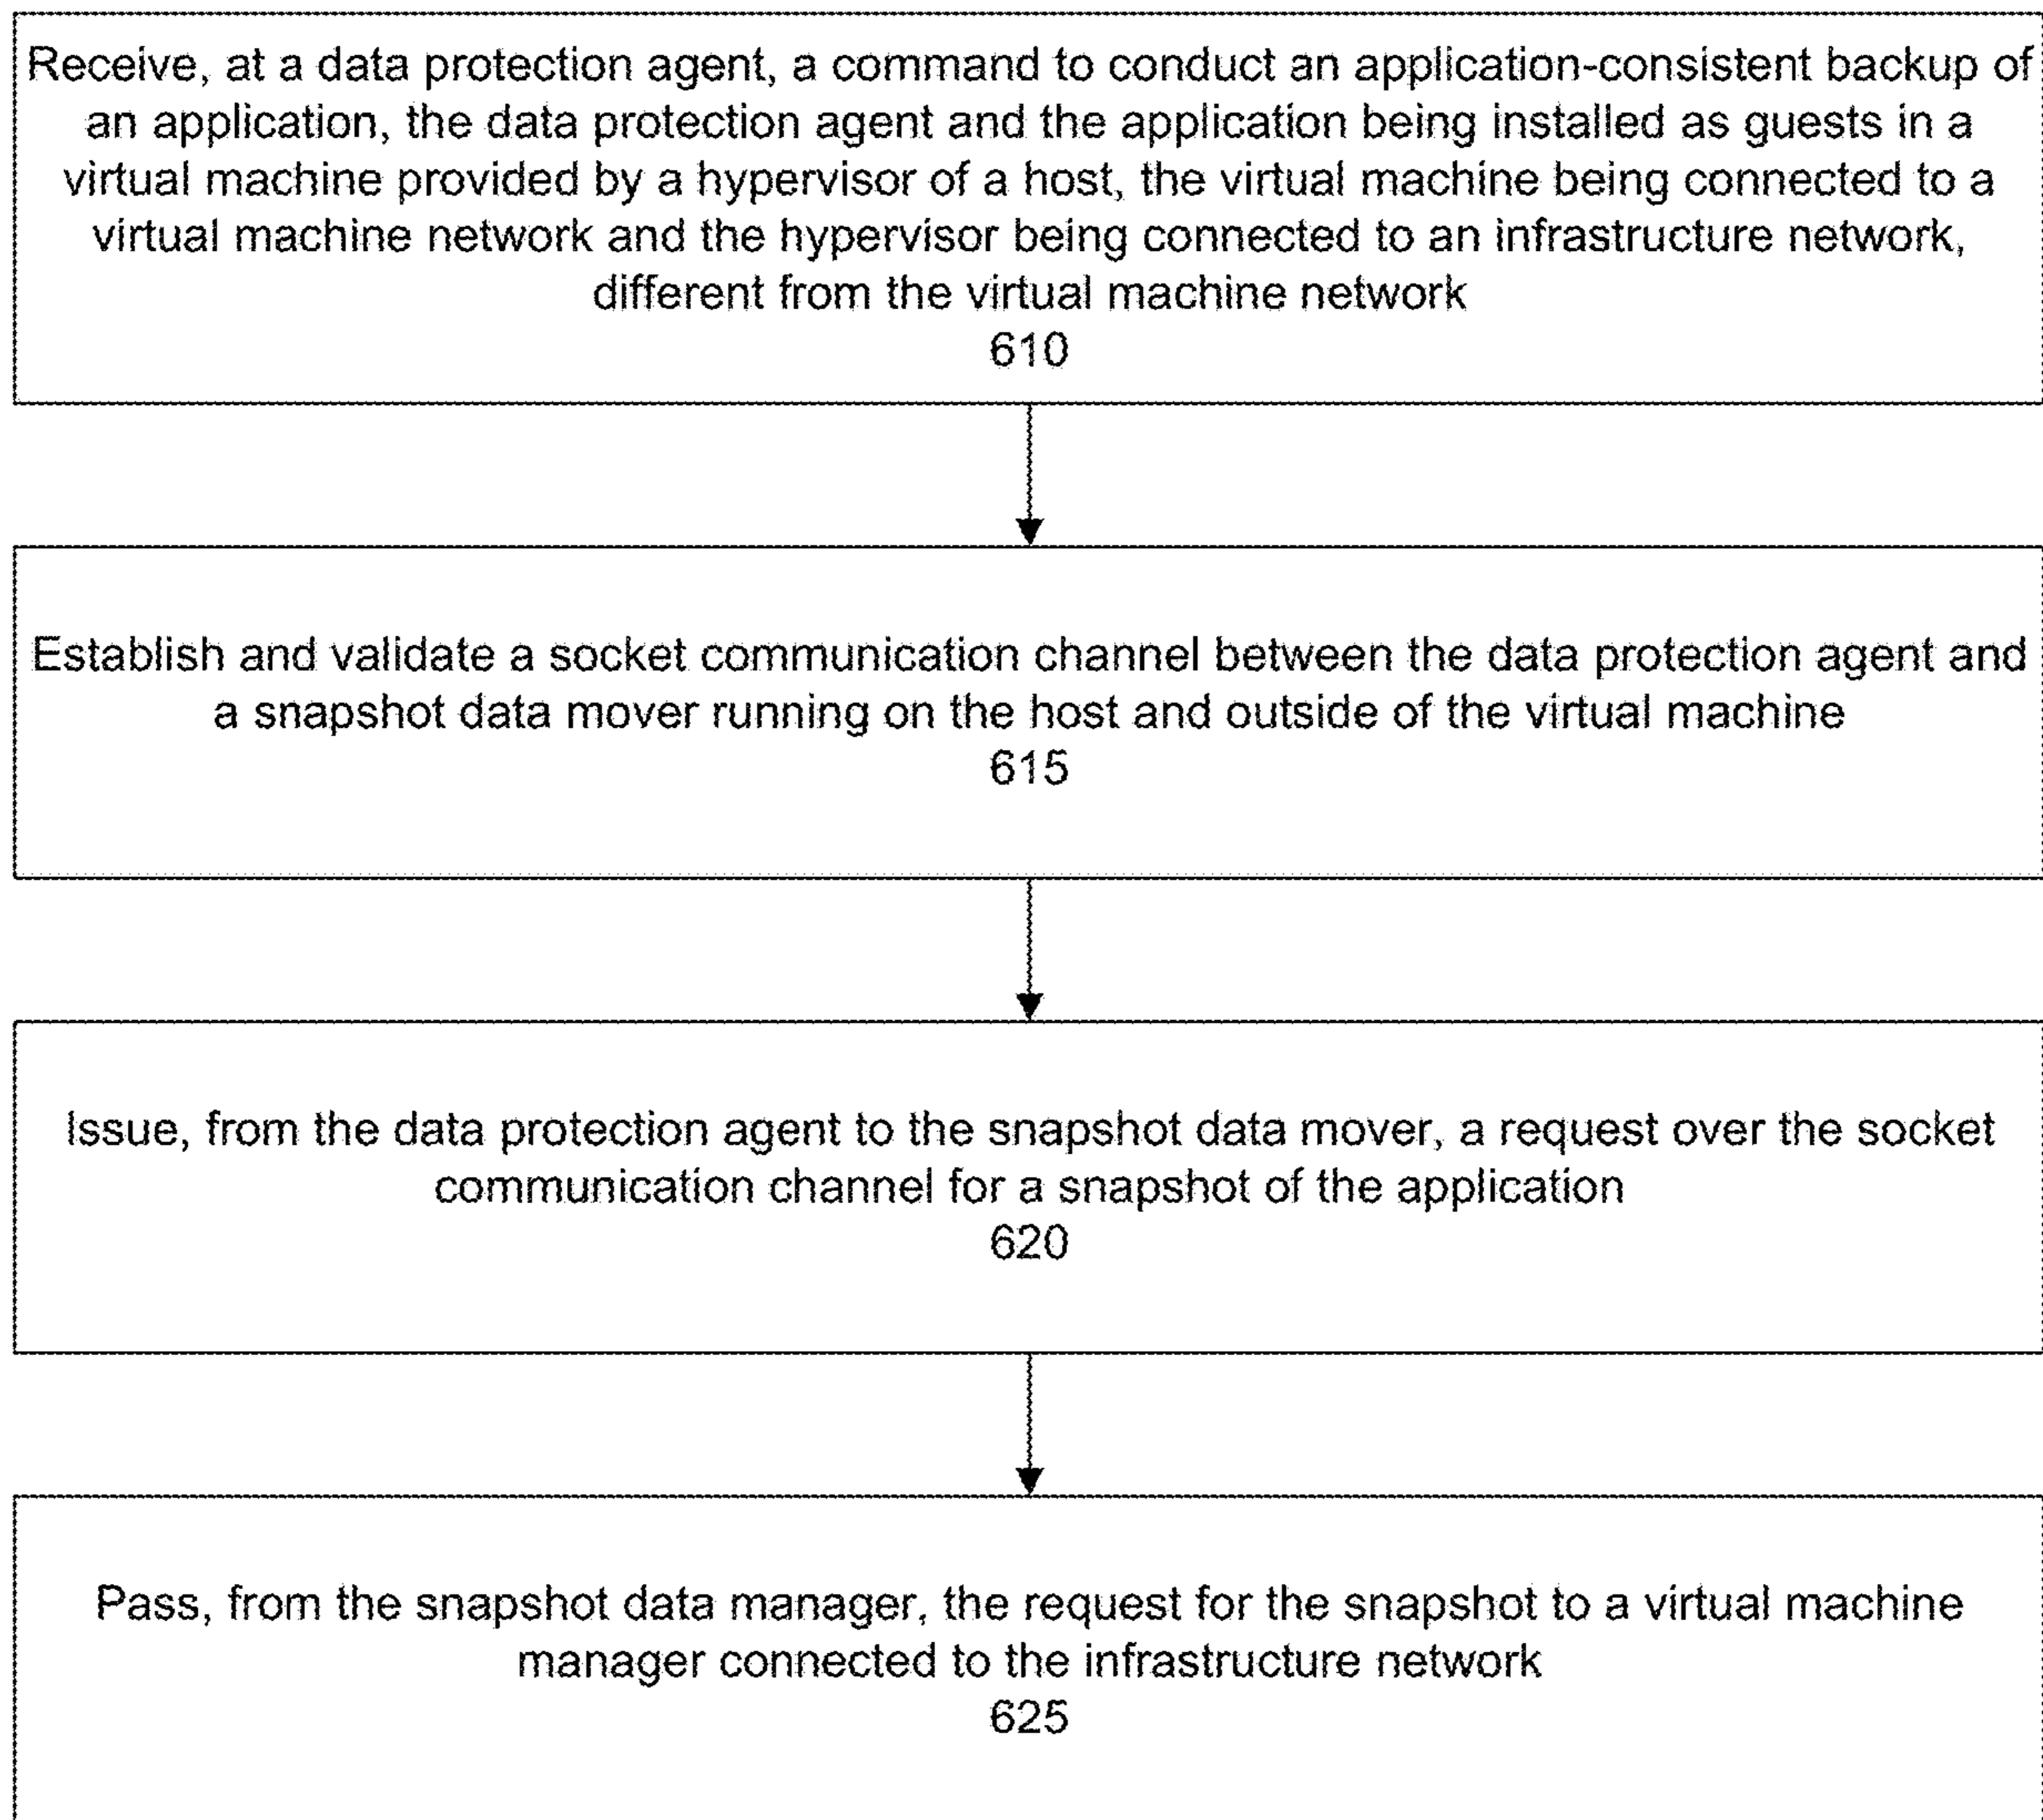 Receive, at a data protection agent, a command to conduct an application-consistent backup of
an application, the data protection agent and the application being installed as guests in a
virtual machine provided by a hypervisor of a host, the virtual machine being connected to a
virtual machine network and the hypervisor being connected to an infrastructure network,
different from the virtual machine network
610
Establish and validate a socket communication channel between the data protection agent and
a snapshot data mover running on the host and outside of the virtual machine
615
Issue, from the data protection agent to the snapshot data mover, a request over the socket
communication channel for a snapshot of the application
620
Pass, from the snapshot data manager, the request for the snapshot to a virtual machine
manager connected to the infrastructure network
625